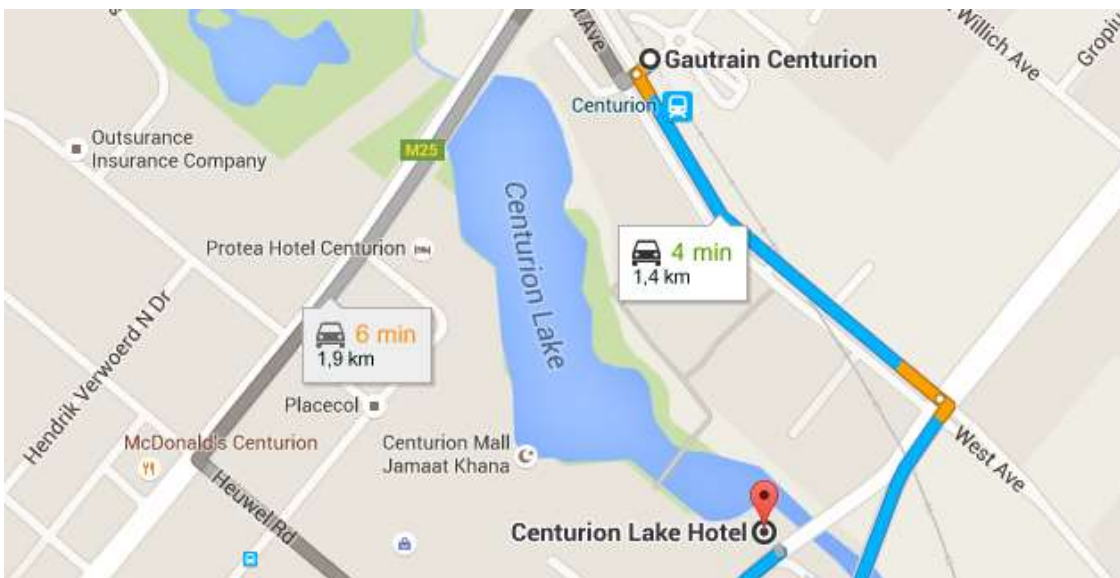 st Ave
Willich Ave
Gropiu
Gautrain Centurion
Centurion
Outsurance
Insurance Company
M25
Centurion Lake
Protea Hotel Centurion
4 min
1,4 km
6 min
1,9 km
Hendrik Verwoerd N Dr
Placecol
McDonald's Centurion
Centurion Mall
Jamaat Khana
West Ave
Heuwel Rd
Centurion Lake Hotel